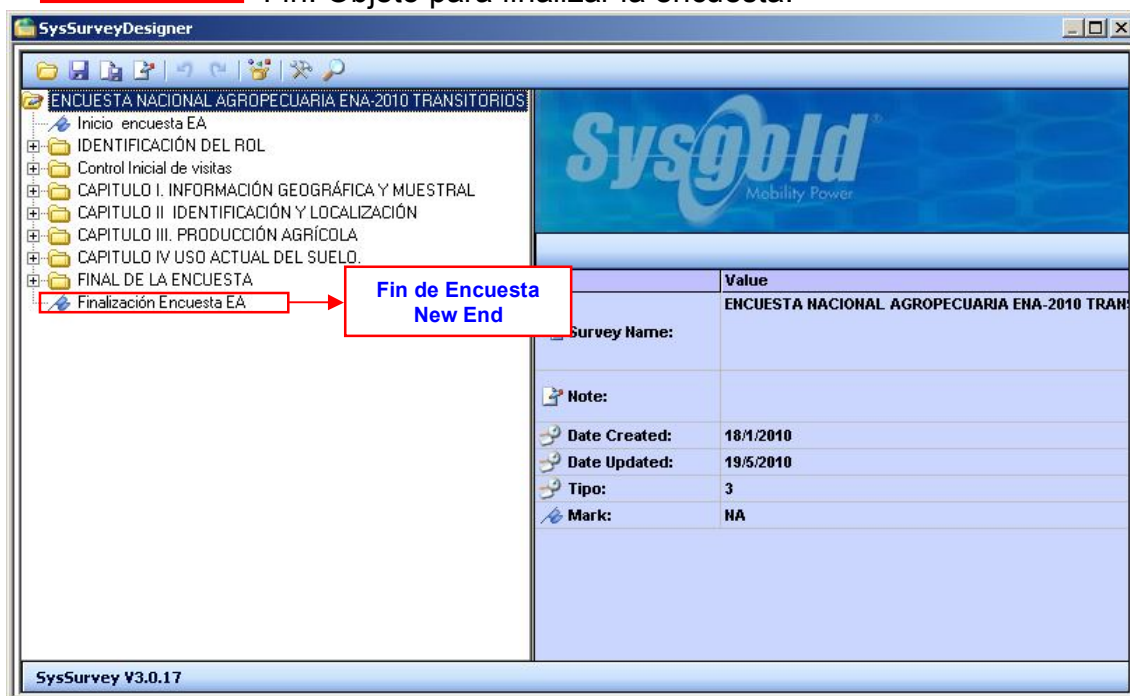 Fin: Objeto para finalizar la encuesta.
SysSurveyDesigner
ENCUESTA NACIONAL AGROPECUARIA ENA-2010 TRANSITORIOS
Inicio encuesta EA
IDENTIFICACIÓN DEL ROL
Control Inicial de visitas
CAPITULO I. INFORMACIÓN GEOGRÁFICA Y MUESTRAL
CAPITULO II IDENTIFICACIÓN Y LOCALIZACIÓN
CAPITULO III. PRODUCCIÓN AGRÍCOLA
CAPITULO IV USO ACTUAL DEL SUELO.
FINAL DE LA ENCUESTA
Finalización Encuesta EA
Fin de Encuesta
New End
Sysgold®
Mobility Power
Value
Survey Name: ENCUESTA NACIONAL AGROPECUARIA ENA-2010 TRAN
Note:
Date Created: 18/1/2010
Date Updated: 19/5/2010
Tipo: 3
Mark: NA
SysSurvey V3.0.17